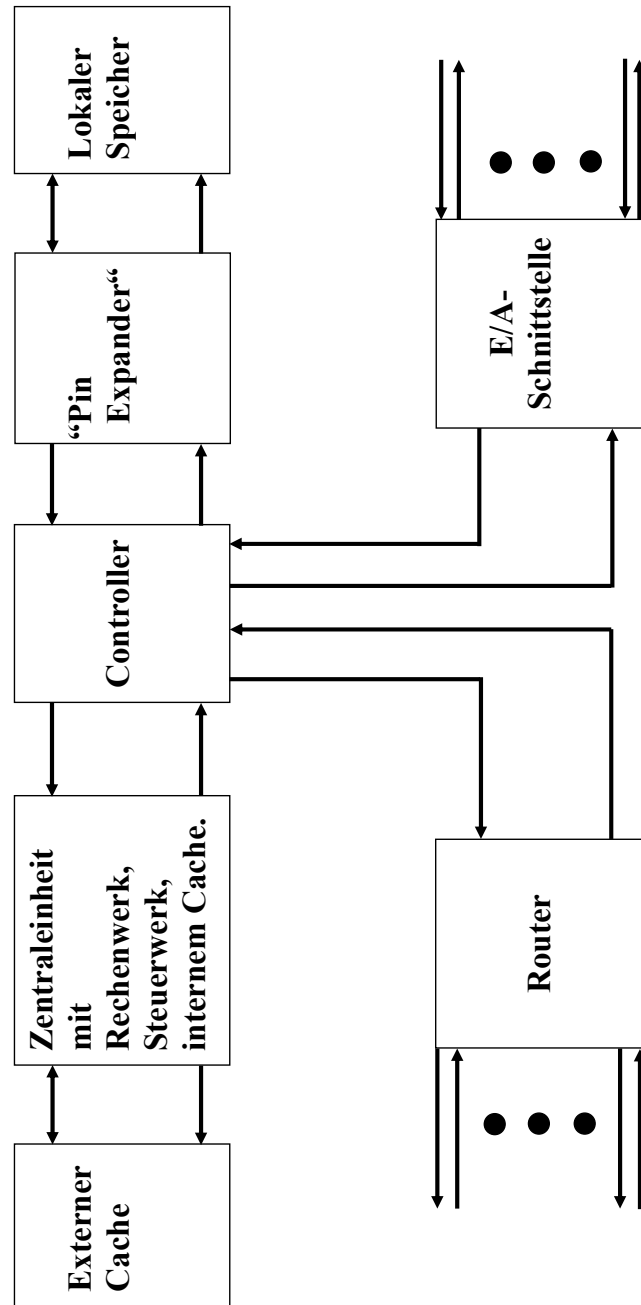 Externer
Cache
Zentraleinheit
mit
Rechenwerk,
Steuerwerk,
internem Cache.
Controller
“Pin
Expander“
Lokaler
Speicher
Router
E/A-
Schnittstelle